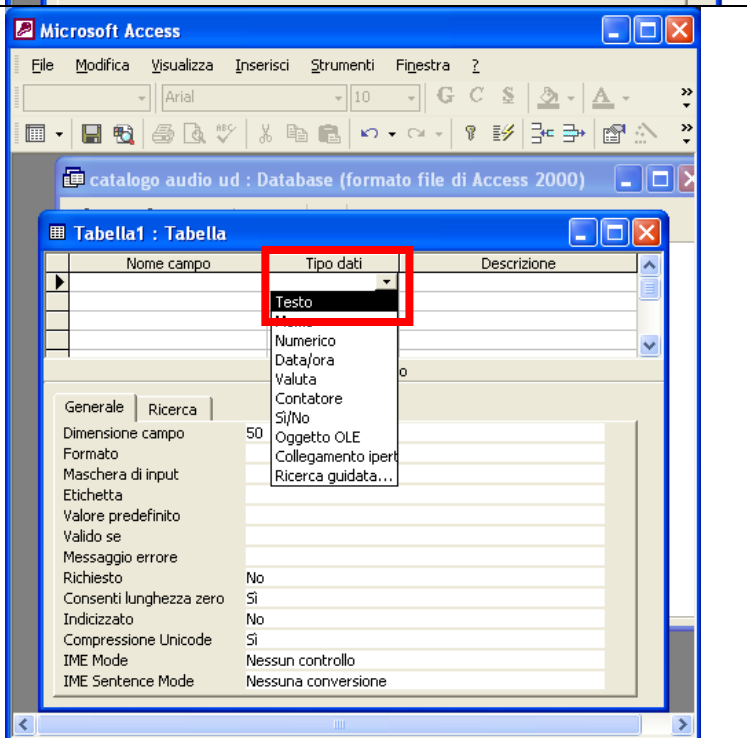 Microsoft Access
File Modifica Visualizza Inserisci Strumenti Finestra ?
Arial 10 G C S A
ABC
catalogo audio ud : Database (formato file di Access 2000)
Tabella1 : Tabella
Nome campo Tipo dati Descrizione
Testo
Numerico
Data/ora
Valuta
Contatore
Sì/No
Oggetto OLE
Collegamento ipert
Ricerca guidata...
Generale Ricerca
Dimensione campo 50
Formato
Maschera di input
Etichetta
Valore predefinito
Valido se
Messaggio errore
Richiesto No
Consenti lunghezza zero Sì
Indicizzato No
Compressione Unicode Sì
IME Mode Nessun controllo
IME Sentence Mode Nessuna conversione